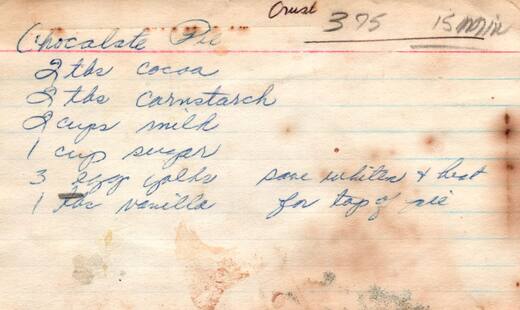 Crust 375 15 min
Chocolate Pie
2 tbs cocoa
2 tbs cornstarch
2 cups milk
1 cup sugar
3 egg yolks save whites & beat
1 tbs vanilla for top of pie